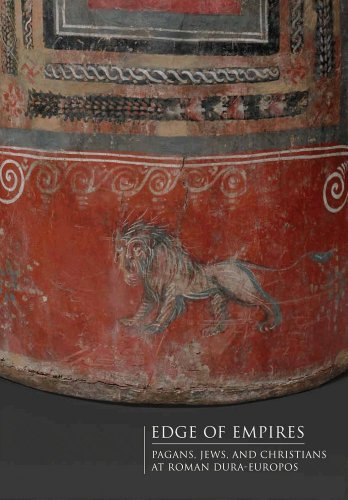 EDGE OF EMPIRES
PAGANS, JEWS, AND CHRISTIANS
AT ROMAN DURA-EUROPOS